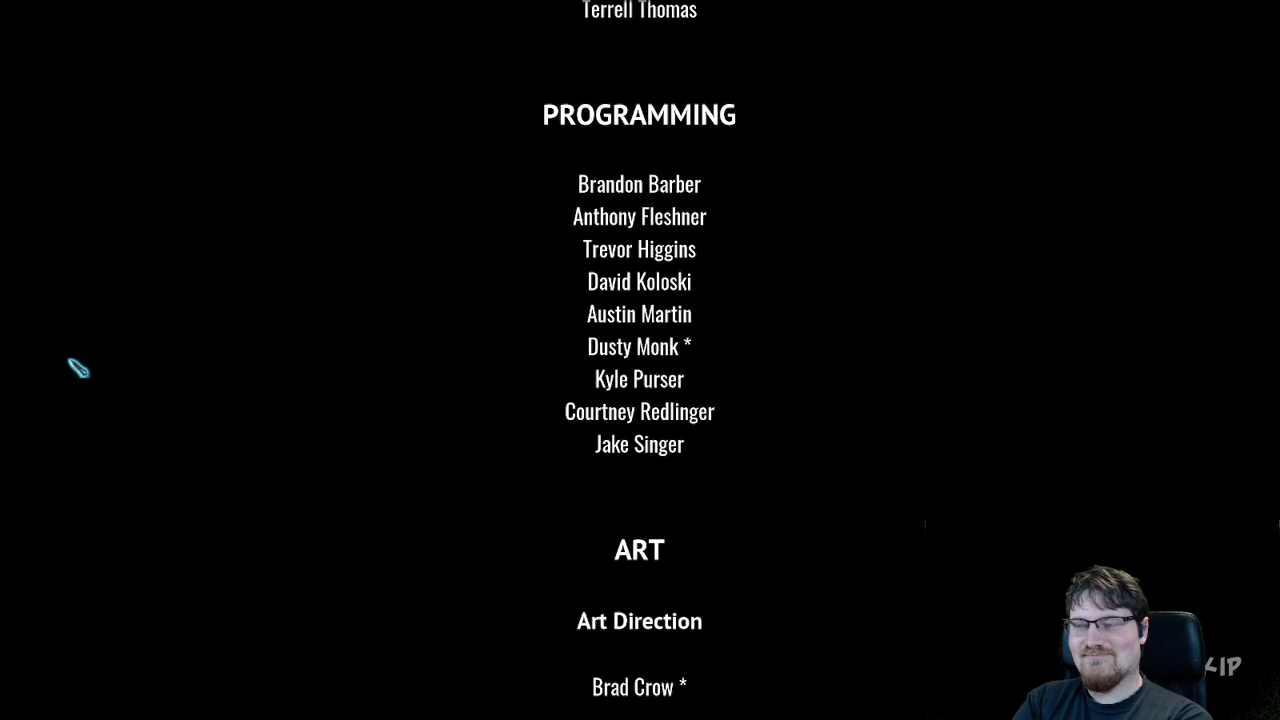 Terrell Thomas
PROGRAMMING
Brandon Barber
Anthony Fleshner
Trevor Higgins
David Koloski
Austin Martin
Dusty Monk *
Kyle Purser
Courtney Redlinger
Jake Singer
ART
Art Direction
Brad Crow *